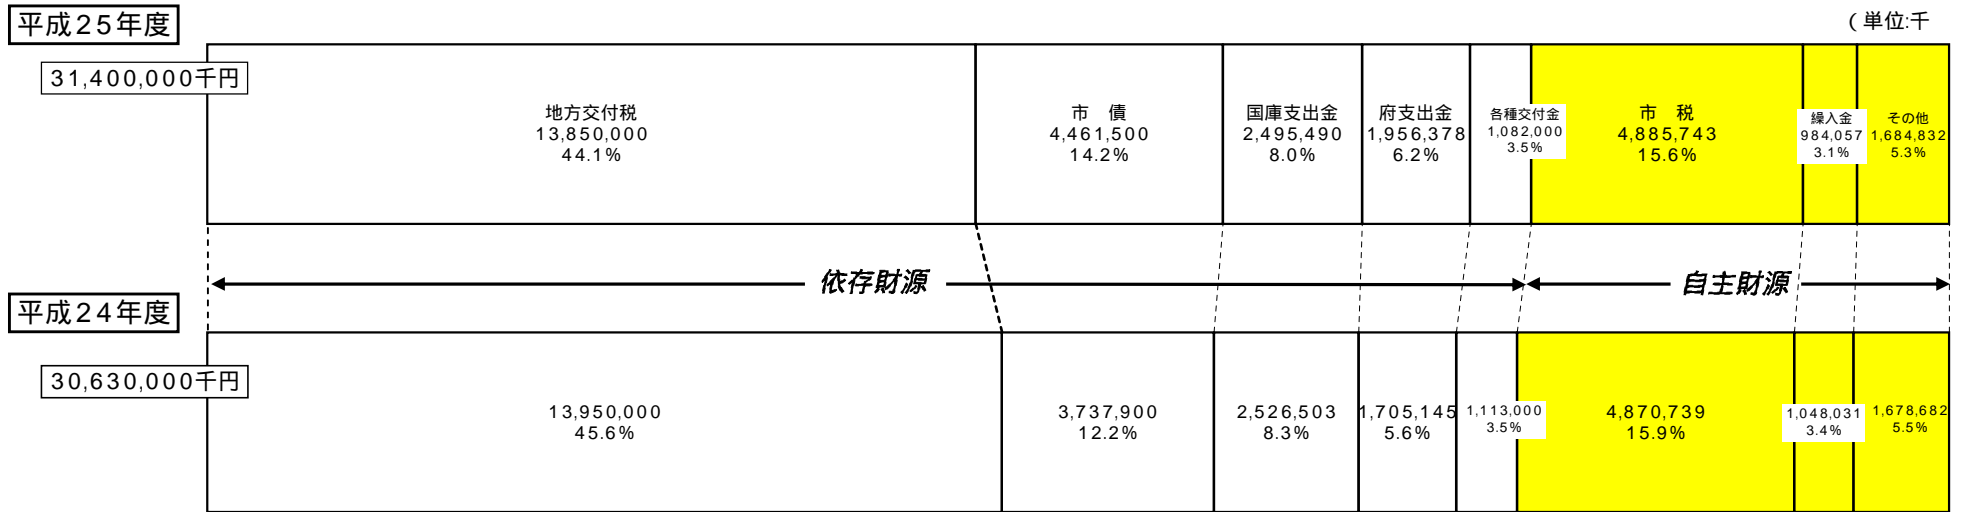 平成25年度
(単位:千
31,400,000千円
地方交付税
13,850,000
44.1%
市　債
4,461,500
14.2%
国庫支出金
2,495,490
8.0%
府支出金
1,956,378
6.2%
各種交付金
1,082,000
3.5%
市　税
4,885,743
15.6%
繰入金
984,057
3.1%
その他
1,684,832
5.3%
依存財源
自主財源
平成24年度
30,630,000千円
13,950,000
45.6%
3,737,900
12.2%
2,526,503
8.3%
1,705,145
5.6%
1,113,000
3.5%
4,870,739
15.9%
1,048,031
3.4%
1,678,682
5.5%